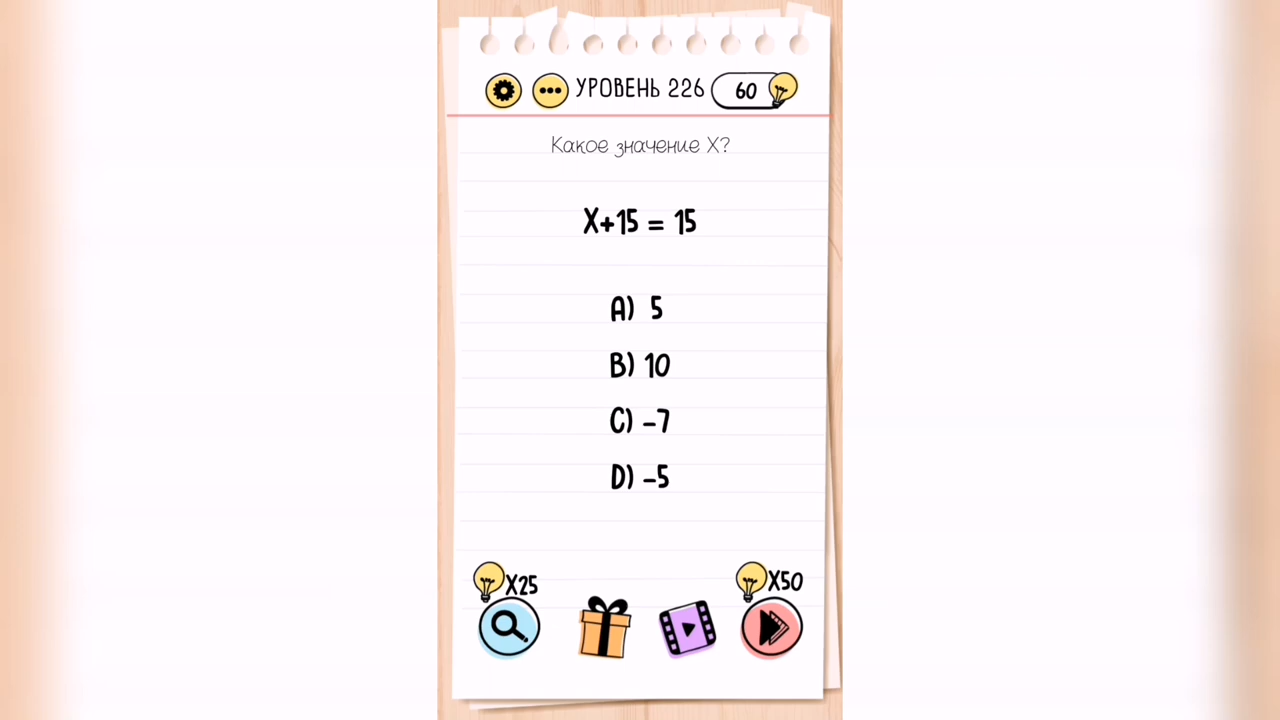 УРОВЕНЬ 226
60
Какое значение X?
X+15 = 15
A) 5
B) 10
C) -7
D) -5
X25
X50